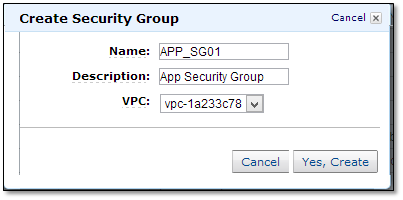 Create Security Group Cancel x
Name: APP_SG01
Description: App Security Group
VPC: vpc-1a233c78
Cancel Yes, Create